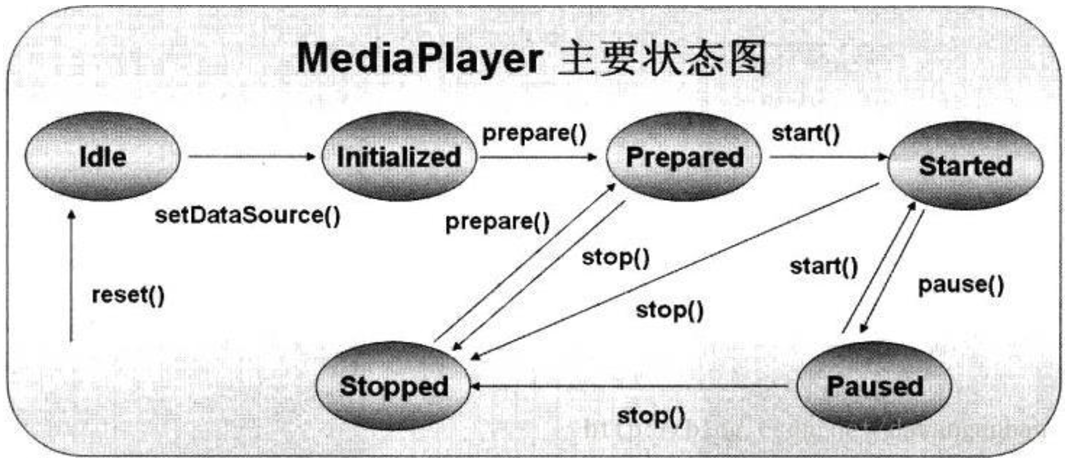 MediaPlayer 主要状态图
Idle
Initialized
prepare()
Prepared
start()
Started
setDataSource()
prepare()
stop()
start()
pause()
reset()
stop()
Stopped
stop()
Paused